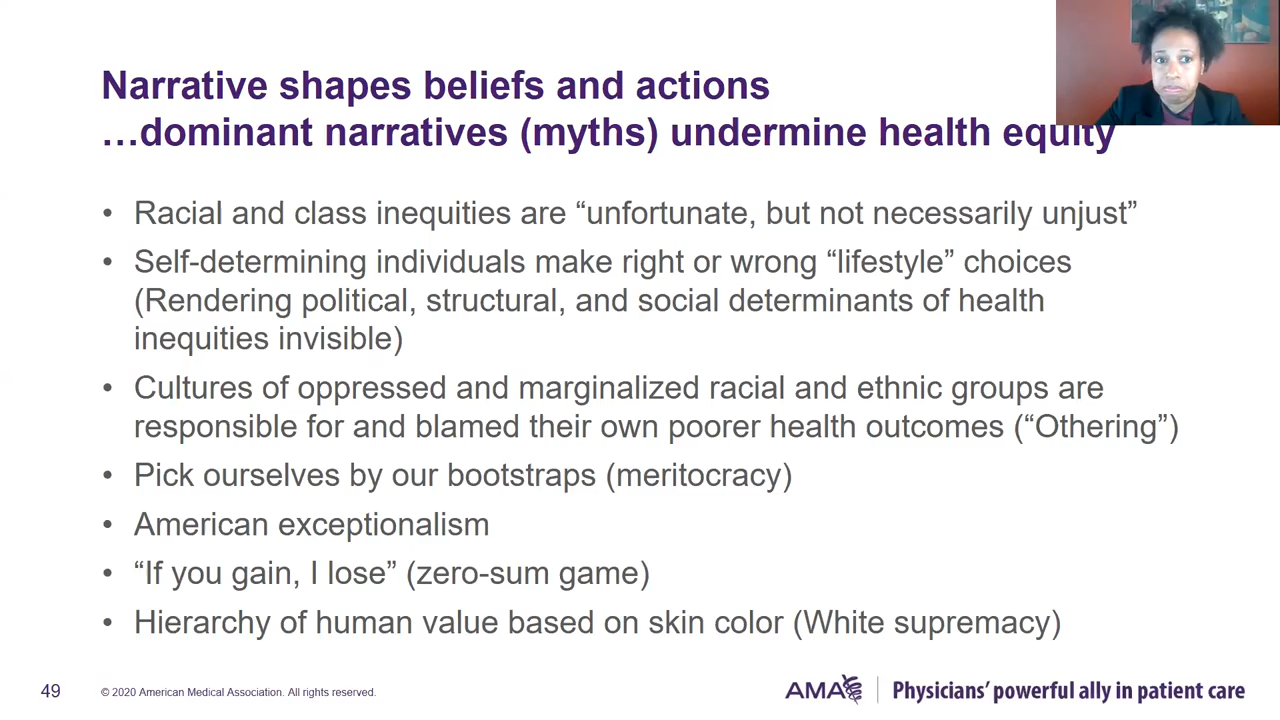 Narrative shapes beliefs and actions
…dominant narratives (myths) undermine health equity
• Racial and class inequities are “unfortunate, but not necessarily unjust”
• Self-determining individuals make right or wrong “lifestyle” choices
(Rendering political, structural, and social determinants of health
inequities invisible)
• Cultures of oppressed and marginalized racial and ethnic groups are
responsible for and blamed their own poorer health outcomes (“Othering”)
• Pick ourselves by our bootstraps (meritocracy)
• American exceptionalism
• “If you gain, I lose” (zero-sum game)
• Hierarchy of human value based on skin color (White supremacy)
49 © 2020 American Medical Association. All rights reserved. AMA Physicians’ powerful ally in patient care